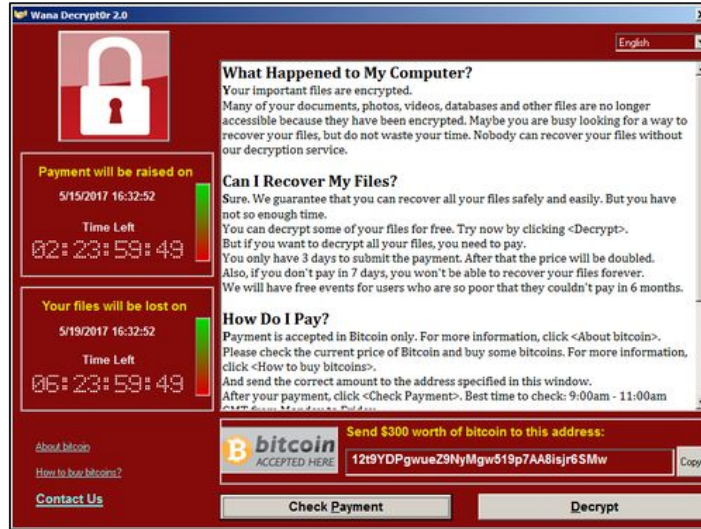 Wana Decrypt0r 2.0
English
What Happened to My Computer?
Your important files are encrypted.
Many of your documents, photos, videos, databases and other files are no longer
accessible because they have been encrypted. Maybe you are busy looking for a way to
recover your files, but do not waste your time. Nobody can recover your files without
our decryption service.
Can I Recover My Files?
Sure. We guarantee that you can recover all your files safely and easily. But you have
not so enough time.
You can decrypt some of your files for free. Try now by clicking <Decrypt>.
But if you want to decrypt all your files, you need to pay.
You only have 3 days to submit the payment. After that the price will be doubled.
Also, if you don't pay in 7 days, you won't be able to recover your files forever.
We will have free events for users who are so poor that they couldn't pay in 6 months.
How Do I Pay?
Payment is accepted in Bitcoin only. For more information, click <About bitcoin>.
Please check the current price of Bitcoin and buy some bitcoins. For more information,
click <How to buy bitcoins>.
And send the correct amount to the address specified in this window.
After your payment, click <Check Payment>. Best time to check: 9:00am - 11:00am
GMT from Monday to Friday.
Payment will be raised on
5/15/2017 16:32:52
Time Left
02:23:59:49
Your files will be lost on
5/19/2017 16:32:52
Time Left
06:23:59:49
About bitcoin
How to buy bitcoins?
Contact Us
bitcoin
ACCEPTED HERE
Send $300 worth of bitcoin to this address:
12t9YDPgwueZ9NyMgw519p7AA8isjr6SMw
Copy
Check Payment
Decrypt